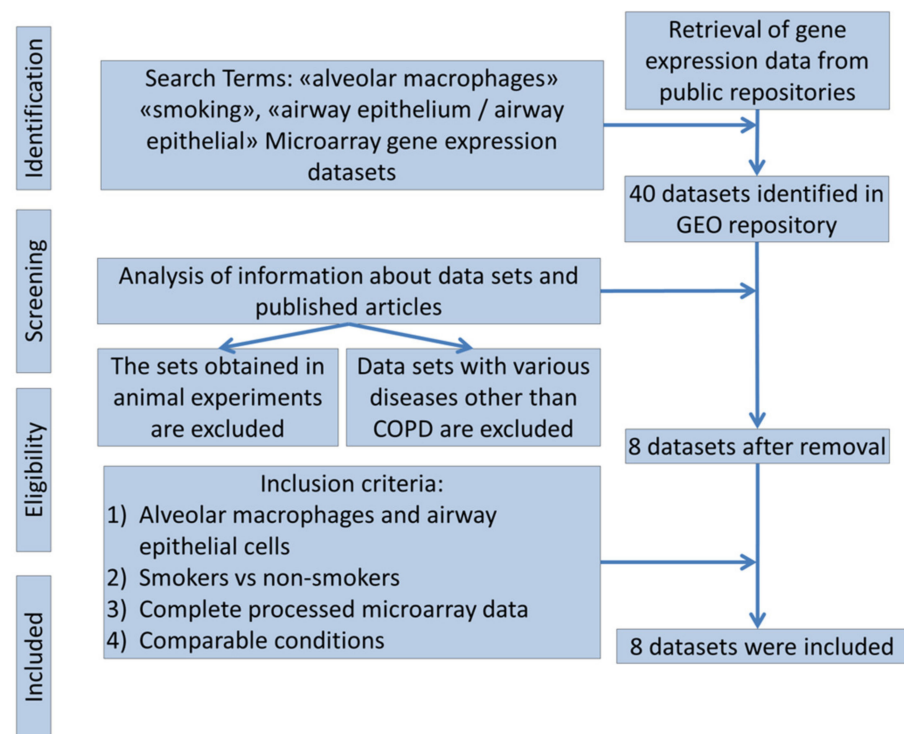 Identification
Retrieval of gene
expression data from
public repositories
Search Terms: «alveolar macrophages»
«smoking», «airway epithelium / airway
epithelial» Microarray gene expression
datasets
40 datasets identified in
GEO repository
Screening
Analysis of information about data sets and
published articles
The sets obtained in
animal experiments
are excluded
Data sets with various
diseases other than
COPD are excluded
Eligibility
8 datasets after removal
Inclusion criteria:
1) Alveolar macrophages and airway
epithelial cells
2) Smokers vs non-smokers
3) Complete processed microarray data
4) Comparable conditions
Included
8 datasets were included